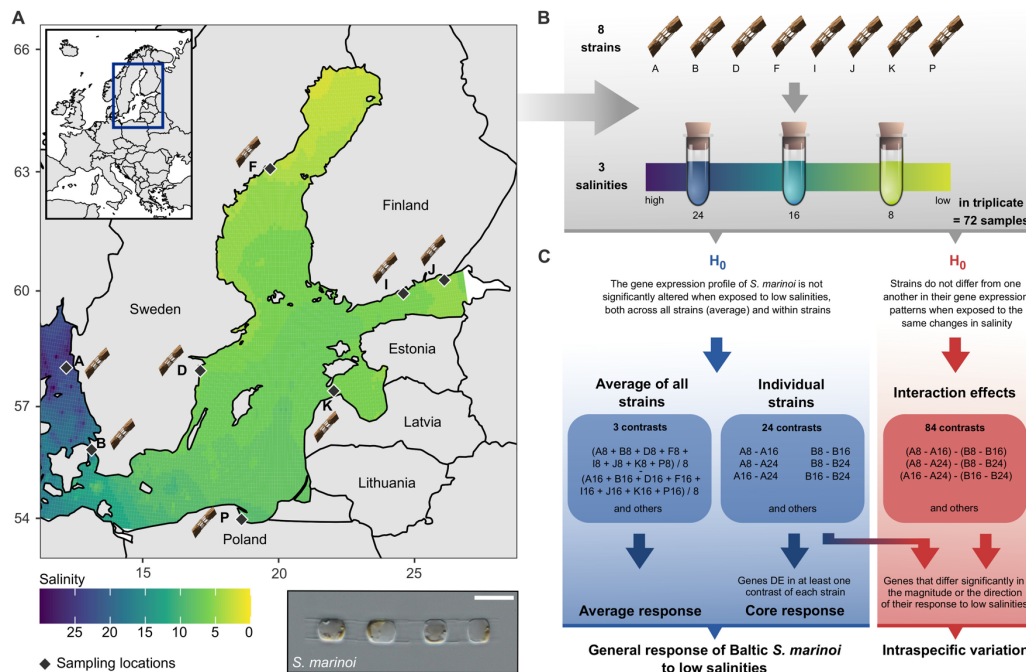 A
66
63
60
57
54
15
20
25
F
Finland
J
I
Sweden
A
D
Estonia
K
Latvia
B
Lithuania
P
Poland
Salinity
25 20 15 10 5 0
Sampling locations
S. marinoi
B
8
strains
A B D F I J K P
3
salinities
high
24
16
8
low
in triplicate
= 72 samples
C
H0
The gene expression profile of S. marinoi is not
significantly altered when exposed to low salinities,
both across all strains (average) and within strains
H0
Strains do not differ from one
another in their gene expression
patterns when exposed to the
same changes in salinity
Average of all
strains
3 contrasts
(A8 + B8 + D8 + F8 +
I8 + J8 + K8 + P8) / 8
-
(A16 + B16 + D16 + F16 +
I16 + J16 + K16 + P16) / 8
and others
Individual
strains
24 contrasts
A8 - A16 B8 - B16
A8 - A24 B8 - B24
A16 - A24 B16 - B24
and others
Interaction effects
84 contrasts
(A8 - A16) - (B8 - B16)
(A8 - A24) - (B8 - B24)
(A16 - A24) - (B16 - B24)
and others
Average response
Genes DE in at least one
contrast of each strain
Core response
Genes that differ significantly in
the magnitude or the direction
of their response to low salinities
General response of Baltic S. marinoi
to low salinities
Intraspecific variation